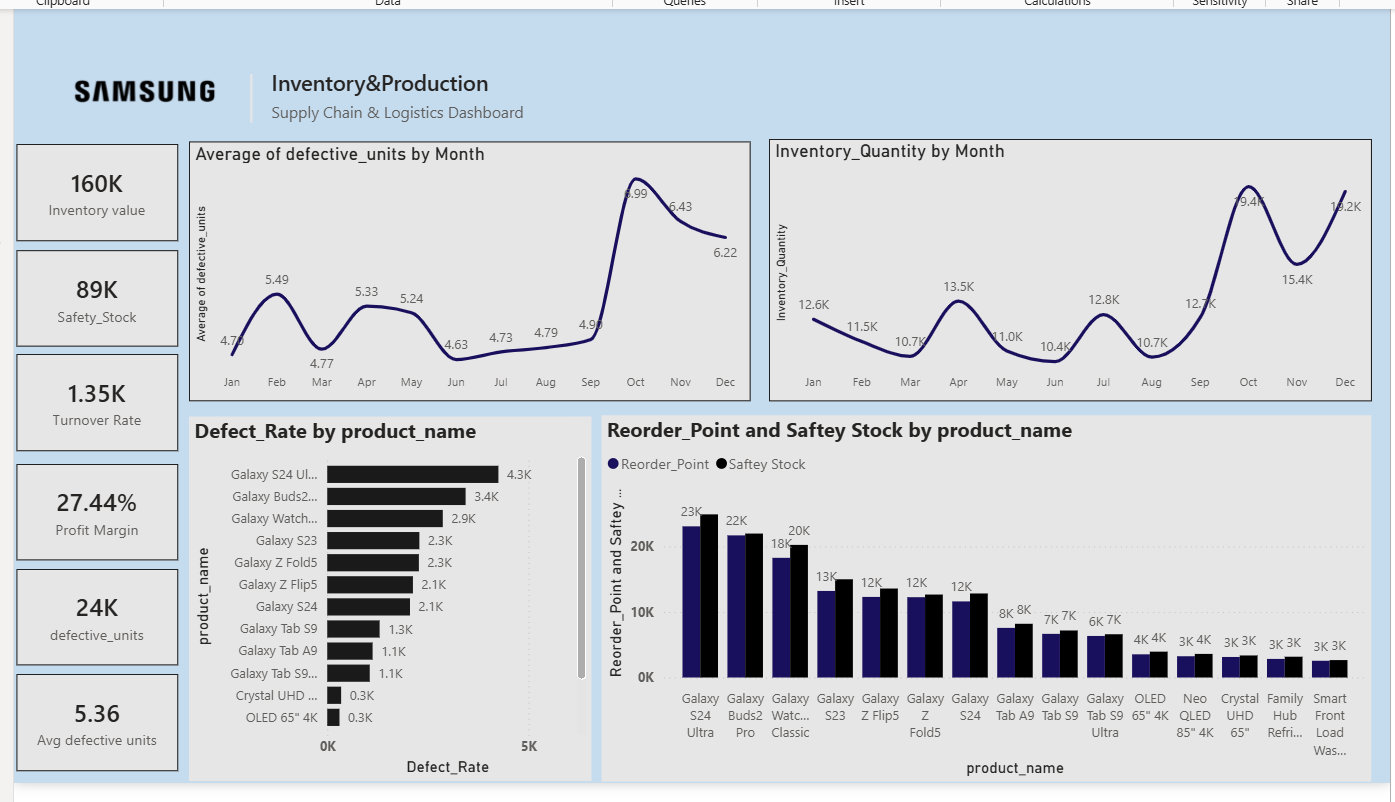 Clipboard Data Queries Insert Calculations Sensitivity Share
SAMSUNG
Inventory&Production
Supply Chain & Logistics Dashboard
160K
Inventory value
89K
Safety_Stock
1.35K
Turnover Rate
27.44%
Profit Margin
24K
defective_units
5.36
Avg defective units
Average of defective_units by Month
Average of defective_units
4.70 5.49 4.77 5.33 5.24 4.63 4.73 4.79 4.90 6.99 6.43 6.22
Jan Feb Mar Apr May Jun Jul Aug Sep Oct Nov Dec
Inventory_Quantity by Month
Inventory_Quantity
12.6K 11.5K 10.7K 13.5K 11.0K 10.4K 12.8K 10.7K 12.7K 19.4K 15.4K 19.2K
Jan Feb Mar Apr May Jun Jul Aug Sep Oct Nov Dec
Defect_Rate by product_name
product_name
Galaxy S24 Ul... 4.3K
Galaxy Buds2... 3.4K
Galaxy Watch... 2.9K
Galaxy S23 2.3K
Galaxy Z Fold5 2.3K
Galaxy Z Flip5 2.1K
Galaxy S24 2.1K
Galaxy Tab S9 1.3K
Galaxy Tab A9 1.1K
Galaxy Tab S9... 1.1K
Crystal UHD ... 0.3K
OLED 65" 4K 0.3K
0K 5K
Defect_Rate
Reorder_Point and Saftey Stock by product_name
Reorder_Point Saftey Stock
Reorder_Point and Saftey ...
20K
10K
0K
23K 22K 18K 20K 13K 12K 12K 12K 8K 8K 7K 7K 6K 7K 4K 4K 3K 4K 3K 3K 3K 3K 3K 3K
Galaxy S24 Ultra
Galaxy Buds2 Pro
Galaxy Watc... Classic
Galaxy S23
Galaxy Z Flip5
Galaxy Z Fold5
Galaxy S24
Galaxy Tab A9
Galaxy Tab S9
Galaxy Tab S9 Ultra
OLED 65" 4K
Neo QLED 85" 4K
Crystal UHD 65"
Family Hub Refri...
Smart Front Load Was...
product_name